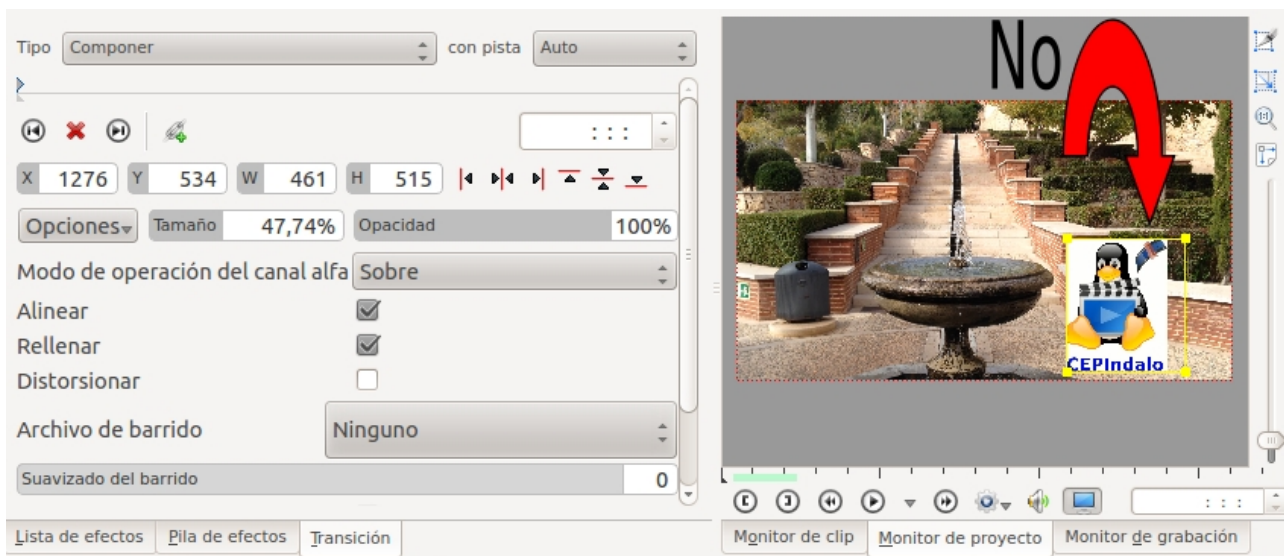 Tipo Componer con pista Auto
: : :
X 1276 Y 534 W 461 H 515
Opciones Tamaño 47,74% Opacidad 100%
Modo de operación del canal alfa Sobre
Alinear
Rellenar
Distorsionar
Archivo de barrido Ninguno
Suavizado del barrido 0
Lista de efectos Pila de efectos Transición
No
CEPIndalo
: : :
Monitor de clip Monitor de proyecto Monitor de grabación